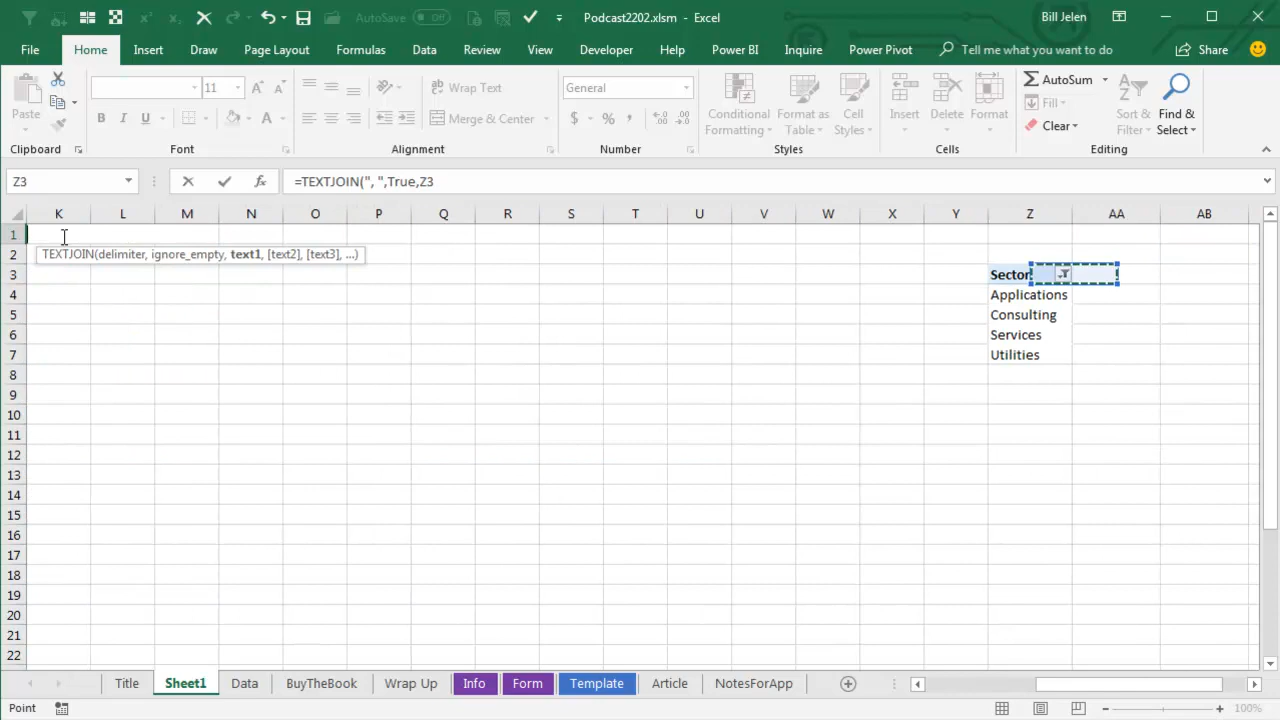 AutoSave Off Podcast2202.xlsm - Excel Bill Jelen
File Home Insert Draw Page Layout Formulas Data Review View Developer Help Power BI Inquire Power Pivot Tell me what you want to do Share
Paste 11 Wrap Text General Conditional Format as Cell Insert Delete Format AutoSum Sort & Find &
B I U Merge & Center $ % , Formatting Table Styles Fill Filter Select
Clear
Clipboard Font Alignment Number Styles Cells Editing
Z3 fx =TEXTJOIN(", ",True,Z3
K L M N O P Q R S T U V W X Y Z AA AB
1
2 TEXTJOIN(delimiter, ignore_empty, text1, [text2], [text3], ...)
3 Sector
4 Applications
5 Consulting
6 Services
7 Utilities
8
9
10
11
12
13
14
15
16
17
18
19
20
21
22
Title Sheet1 Data BuyTheBook Wrap Up Info Form Template Article NotesForApp
Point 100%